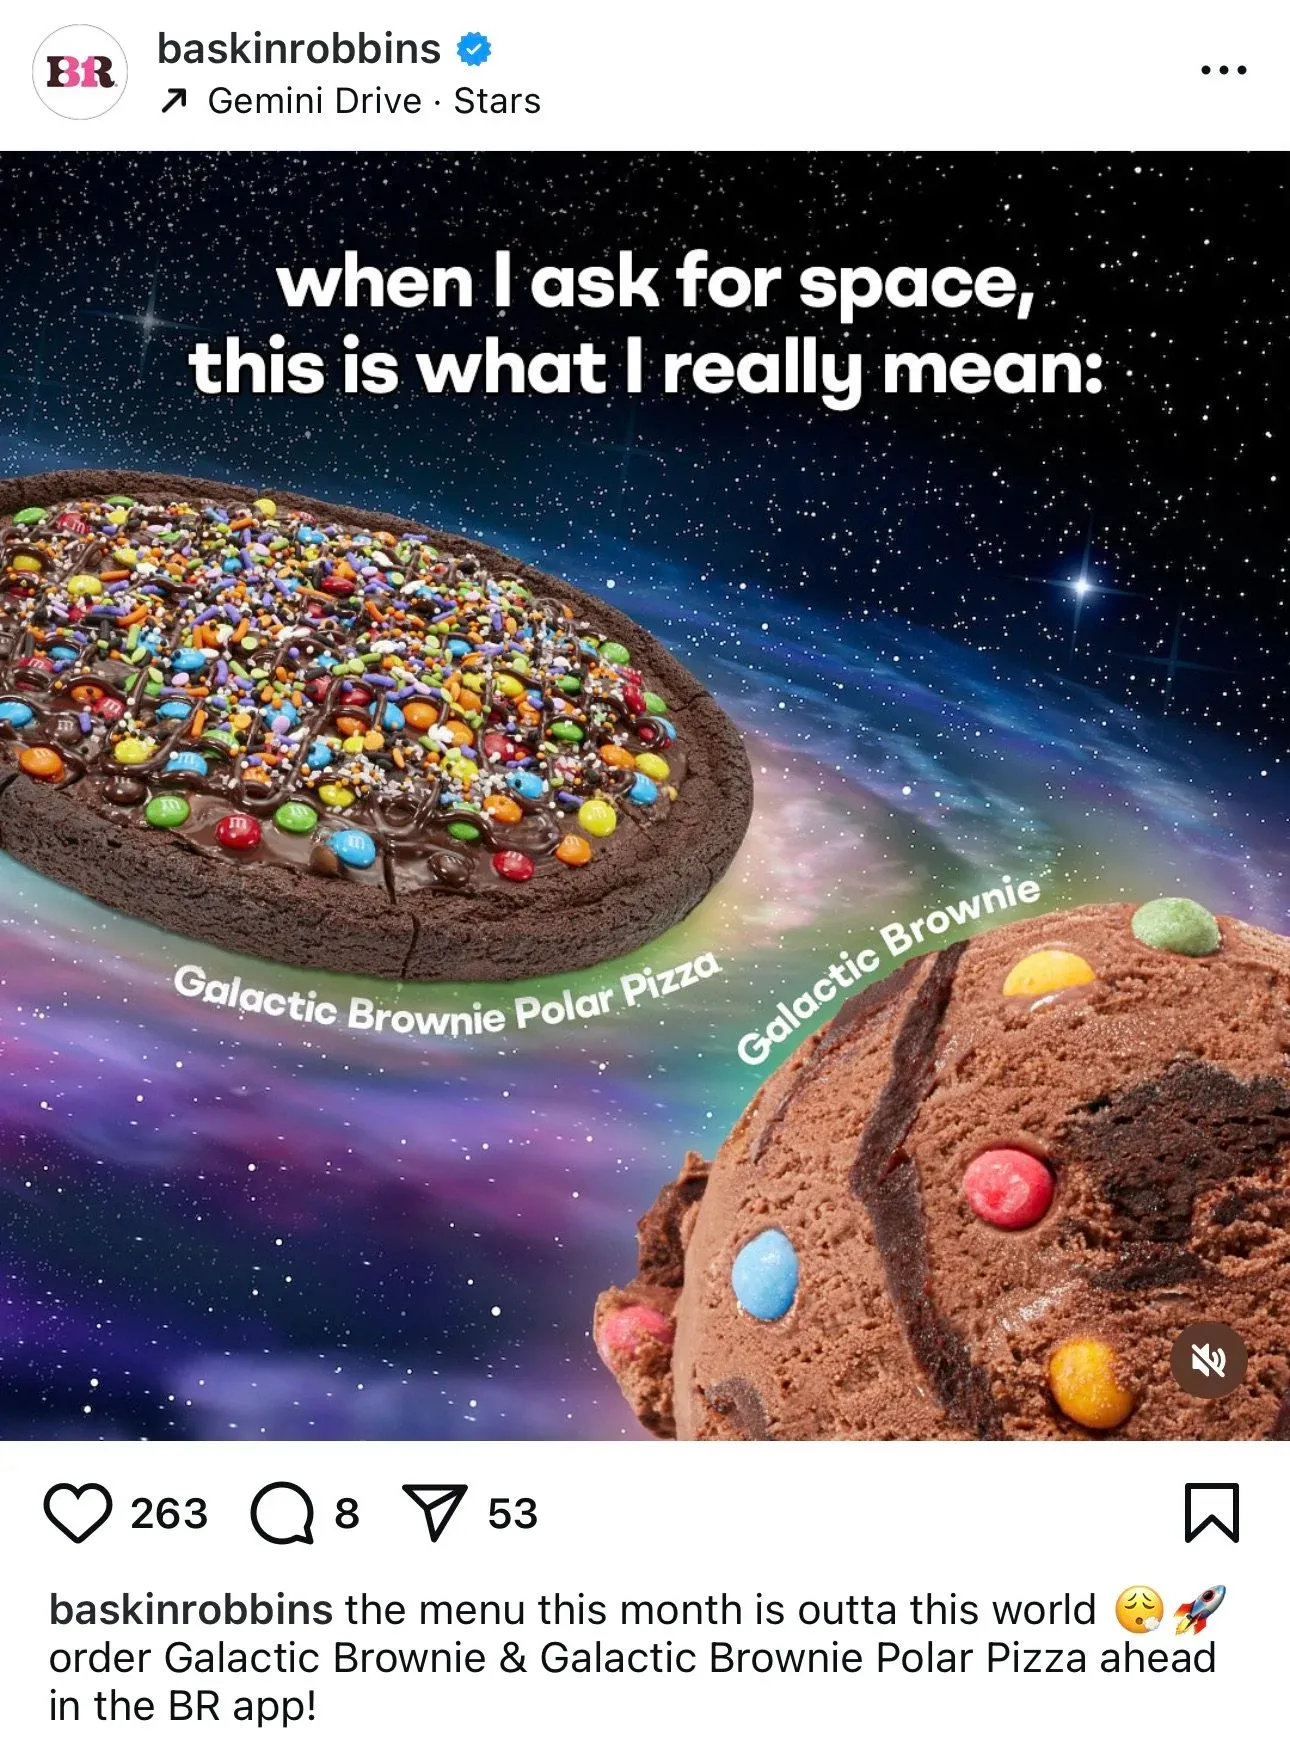 BR
baskinrobbins
Gemini Drive · Stars
when I ask for space,
this is what I really mean:
Galactic Brownie Polar Pizza
Galactic Brownie
263 8 53
baskinrobbins the menu this month is outta this world 😮‍💨🚀
order Galactic Brownie & Galactic Brownie Polar Pizza ahead
in the BR app!